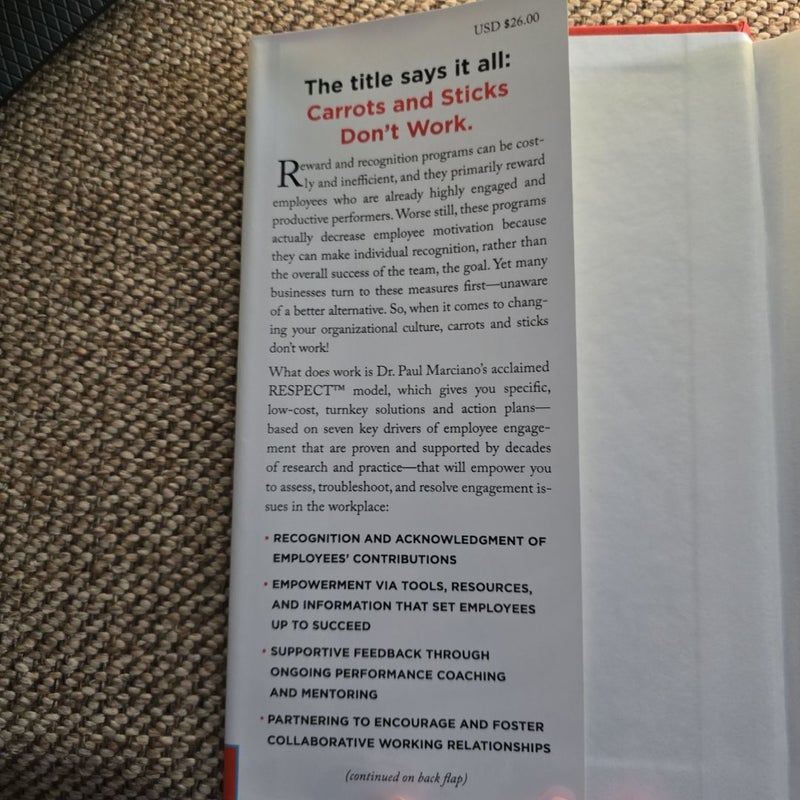 USD $26.00
The title says it all:
Carrots and Sticks
Don't Work.
Reward and recognition programs can be cost-
ly and inefficient, and they primarily reward
employees who are already highly engaged and
productive performers. Worse still, these programs
actually decrease employee motivation because
they can make individual recognition, rather than
the overall success of the team, the goal. Yet many
businesses turn to these measures first—unaware
of a better alternative. So, when it comes to chang-
ing your organizational culture, carrots and sticks
don't work!
What does work is Dr. Paul Marciano's acclaimed
RESPECT™ model, which gives you specific,
low-cost, turnkey solutions and action plans—
based on seven key drivers of employee engage-
ment that are proven and supported by decades
of research and practice—that will empower you
to assess, troubleshoot, and resolve engagement is-
sues in the workplace:
• RECOGNITION AND ACKNOWLEDGMENT OF
EMPLOYEES' CONTRIBUTIONS
• EMPOWERMENT VIA TOOLS, RESOURCES,
AND INFORMATION THAT SET EMPLOYEES
UP TO SUCCEED
• SUPPORTIVE FEEDBACK THROUGH
ONGOING PERFORMANCE COACHING
AND MENTORING
• PARTNERING TO ENCOURAGE AND FOSTER
COLLABORATIVE WORKING RELATIONSHIPS
(continued on back flap)